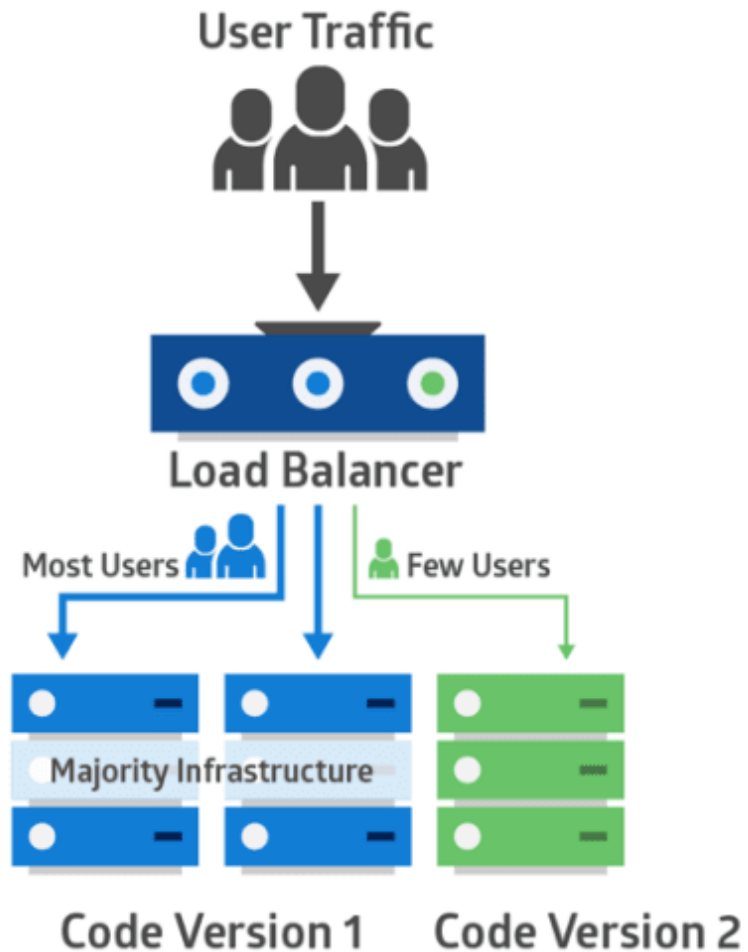 User Traffic
Load Balancer
Most Users
Few Users
Majority Infrastructure
Code Version 1
Code Version 2